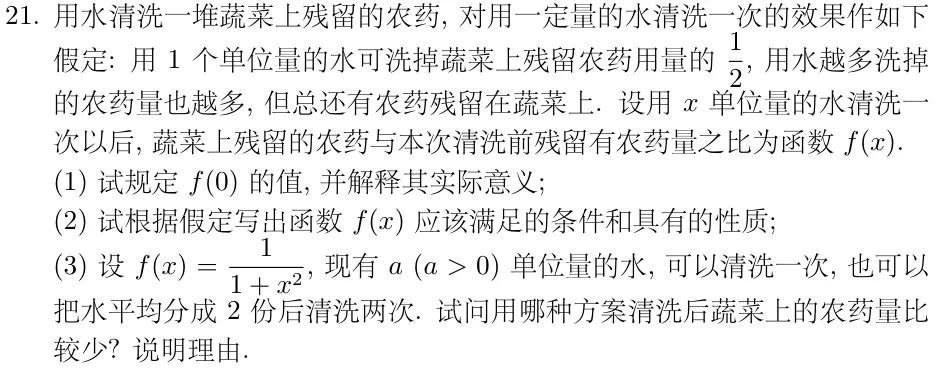 21. 用水清洗一堆蔬菜上残留的农药, 对用一定量的水清洗一次的效果作如下
假定: 用 1 个单位量的水可洗掉蔬菜上残留农药用量的 $\frac{1}{2}$, 用水越多洗掉
的农药量也越多, 但总还有农药残留在蔬菜上. 设用 $x$ 单位量的水清洗一
次以后, 蔬菜上残留的农药与本次清洗前残留有农药量之比为函数 $f(x)$.
(1) 试规定 $f(0)$ 的值, 并解释其实际意义;
(2) 试根据假定写出函数 $f(x)$ 应该满足的条件和具有的性质;
(3) 设 $f(x) = \frac{1}{1+x^2}$, 现有 $a$ $(a > 0)$ 单位量的水, 可以清洗一次, 也可以
把水平均分成 2 份后清洗两次. 试问用哪种方案清洗后蔬菜上的农药量比
较少? 说明理由.